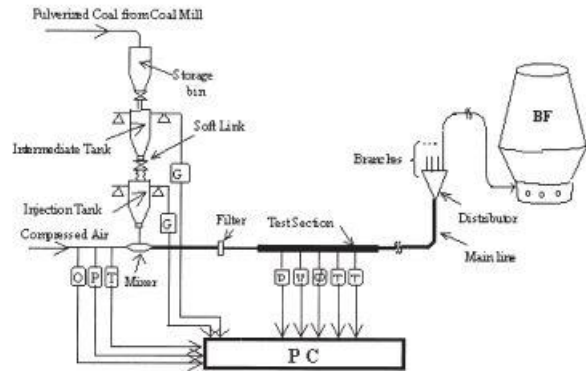 Pulverized Coal from Coal Mill
Storage
bin
Soft Link
Intermediate Tank
G
BF
Branches
Injection Tank
G
Filter
Test Section
Distributor
Compressed Air
Main line
Mixer
O P T
P U Φ T T
P C